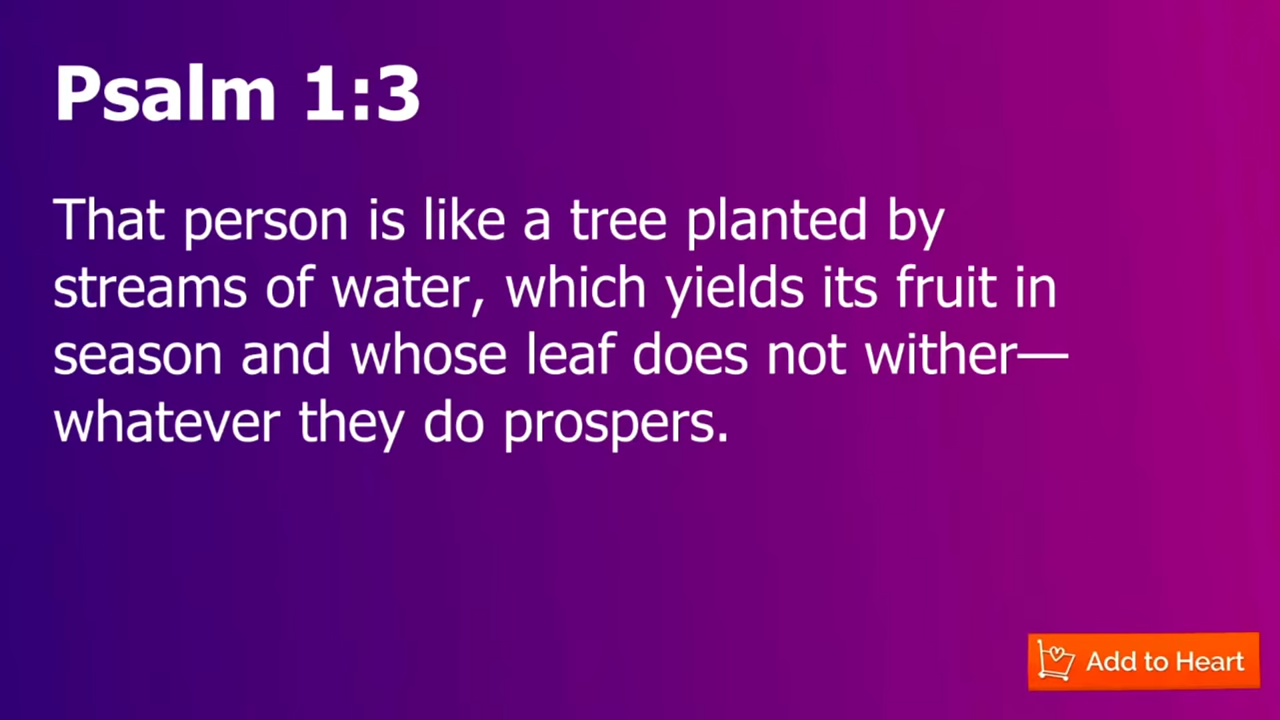 Psalm 1:3
That person is like a tree planted by
streams of water, which yields its fruit in
season and whose leaf does not wither—
whatever they do prospers.
Add to Heart